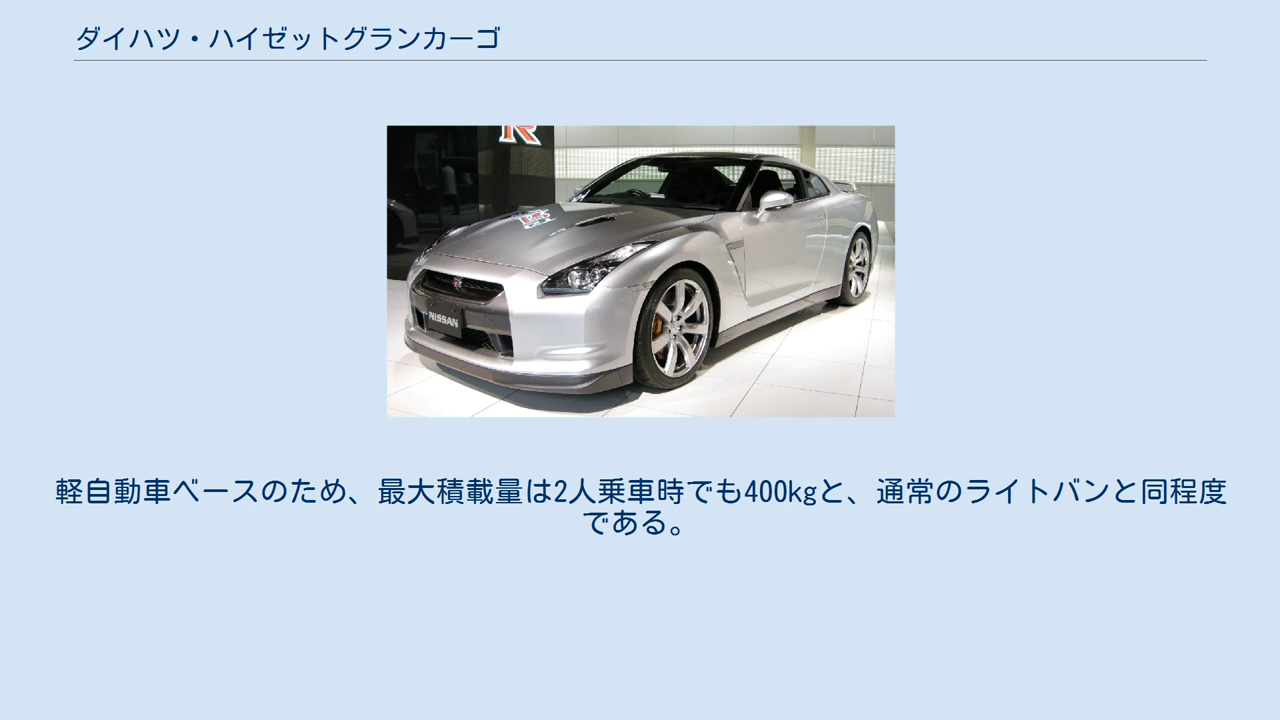 ダイハツ・ハイゼットグランカーゴ
R
NISSAN
軽自動車ベースのため、最大積載量は2人乗車時でも400kgと、通常のライトバンと同程度
である。